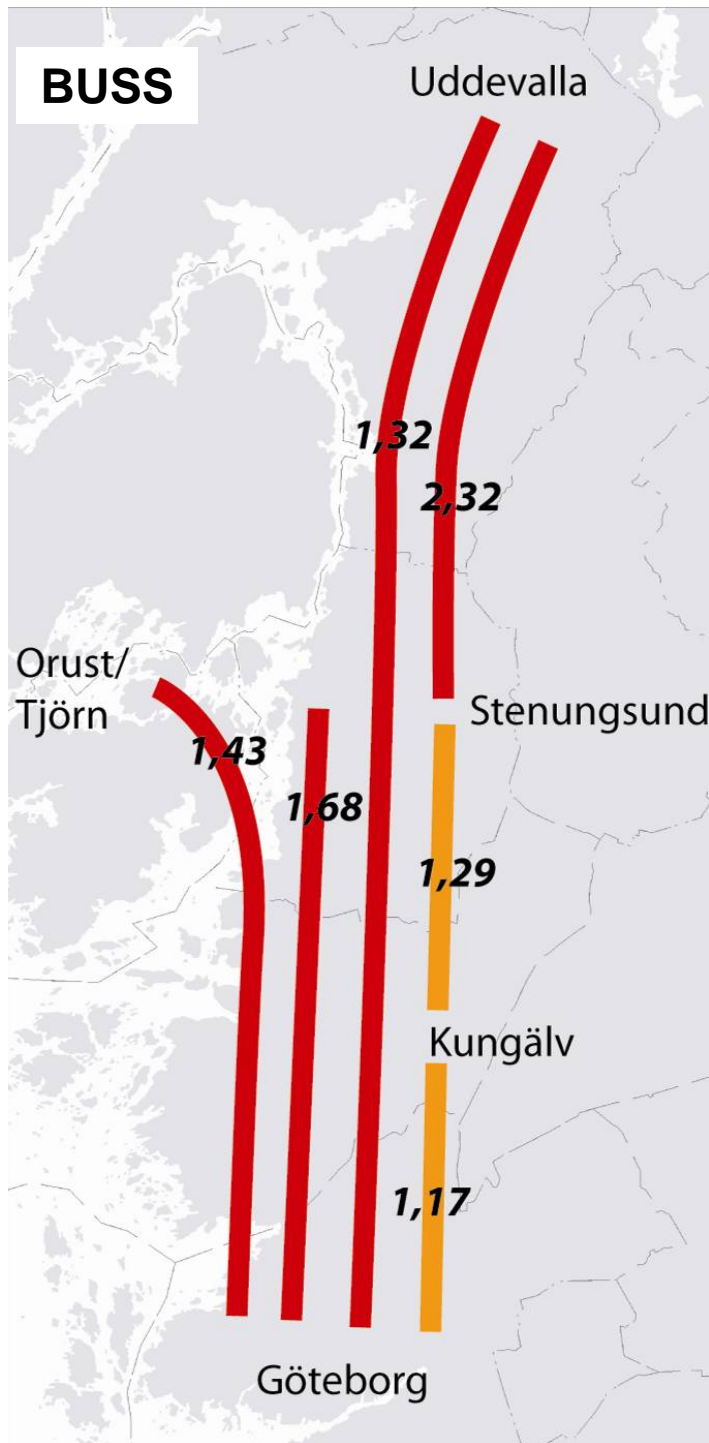 BUSS
Uddevalla
1,32
2,32
Orust/
Tjörn
Stenungsund
1,43
1,68
1,29
Kungälv
1,17
Göteborg